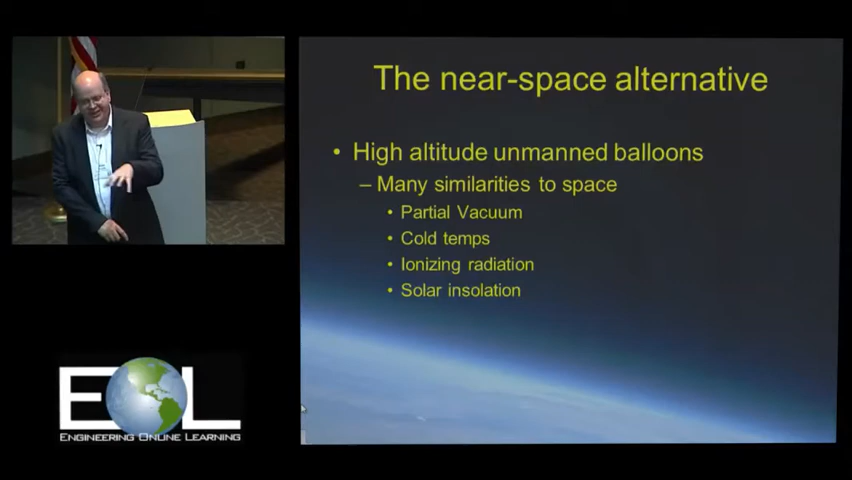 The near-space alternative
• High altitude unmanned balloons
– Many similarities to space
• Partial Vacuum
• Cold temps
• Ionizing radiation
• Solar insolation
EOL
Engineering Online Learning